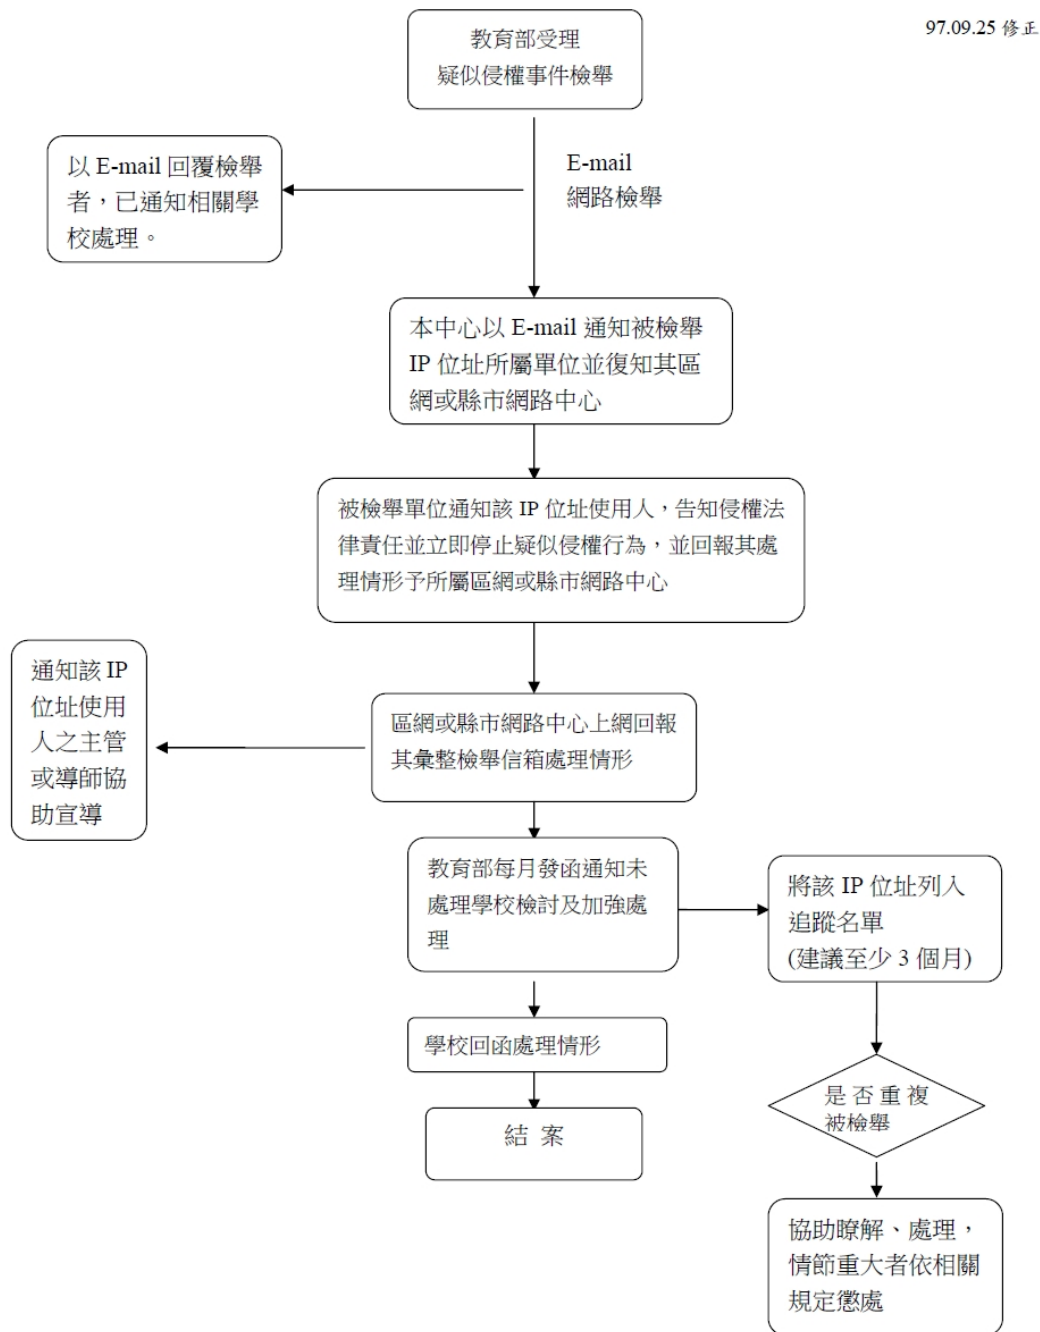 97.09.25 修正
教育部受理
疑似侵權事件檢舉
E-mail
網路檢舉
以 E-mail 回覆檢舉
者，已通知相關學
校處理。
本中心以 E-mail 通知被檢舉
IP 位址所屬單位並復知其區
網或縣市網路中心
被檢舉單位通知該 IP 位址使用人，告知侵權法
律責任並立即停止疑似侵權行為，並回報其處
理情形予所屬區網或縣市網路中心
區網或縣市網路中心上網回報
其彙整檢舉信箱處理情形
通知該 IP
位址使用
人之主管
或導師協
助宣導
教育部每月發函通知未
處理學校檢討及加強處
理
將該 IP 位址列入
追蹤名單
(建議至少 3 個月)
學校回函處理情形
是否重複
被檢舉
結 案
協助瞭解、處理，
情節重大者依相關
規定懲處